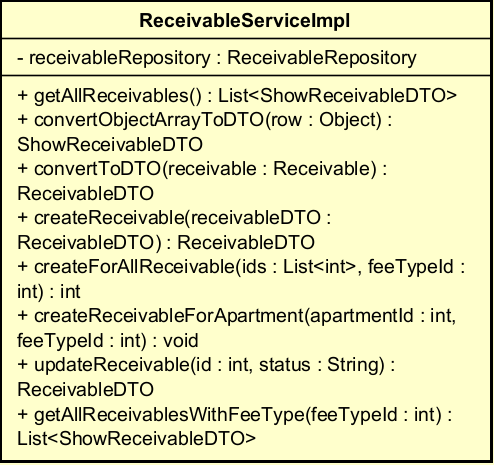 ReceivableServiceImpl
- receivableRepository : ReceivableRepository
+ getAllReceivables() : List<ShowReceivableDTO>
+ convertObjectArrayToDTO(row : Object) :
ShowReceivableDTO
+ convertToDTO(receivable : Receivable) :
ReceivableDTO
+ createReceivable(receivableDTO :
ReceivableDTO) : ReceivableDTO
+ createForAllReceivable(ids : List<int>, feeTypeId :
int) : int
+ createReceivableForApartment(apartmentId : int,
feeTypeId : int) : void
+ updateReceivable(id : int, status : String) :
ReceivableDTO
+ getAllReceivablesWithFeeType(feeTypeId : int) :
List<ShowReceivableDTO>